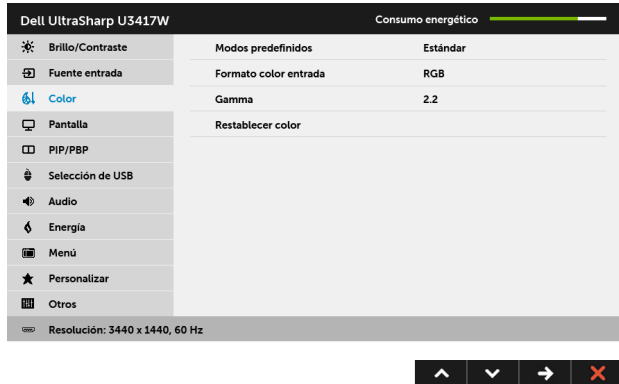 Dell UltraSharp U3417W Consumo energético
Brillo/Contraste Modos predefinidos Estándar
Fuente entrada Formato color entrada RGB
Color Gamma 2.2
Pantalla Restablecer color
PIP/PBP
Selección de USB
Audio
Energía
Menú
Personalizar
Otros
Resolución: 3440 x 1440, 60 Hz